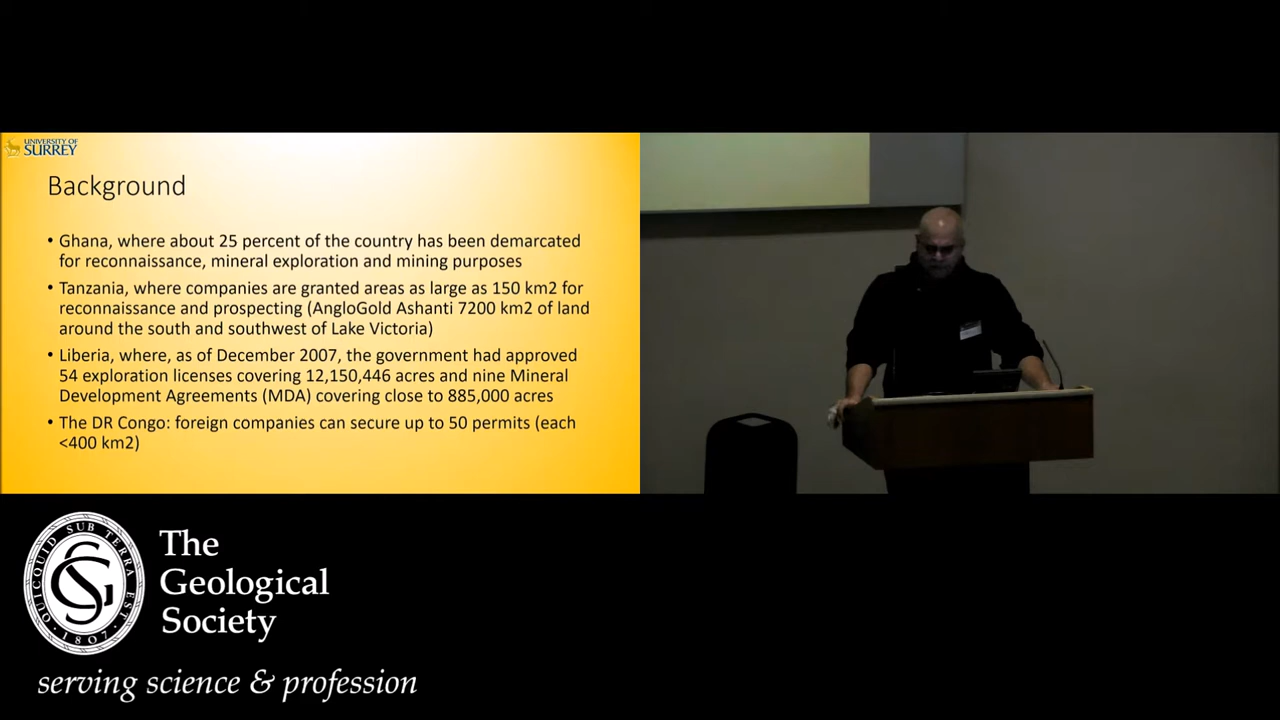 UNIVERSITY OF
SURREY
Background
• Ghana, where about 25 percent of the country has been demarcated
for reconnaissance, mineral exploration and mining purposes
• Tanzania, where companies are granted areas as large as 150 km2 for
reconnaissance and prospecting (AngloGold Ashanti 7200 km2 of land
around the south and southwest of Lake Victoria)
• Liberia, where, as of December 2007, the government had approved
54 exploration licenses covering 12,150,446 acres and nine Mineral
Development Agreements (MDA) covering close to 885,000 acres
• The DR Congo: foreign companies can secure up to 50 permits (each
<400 km2)
QUICQUID SUB TERRA EST
· 1807 ·
GS
The
Geological
Society
serving science & profession